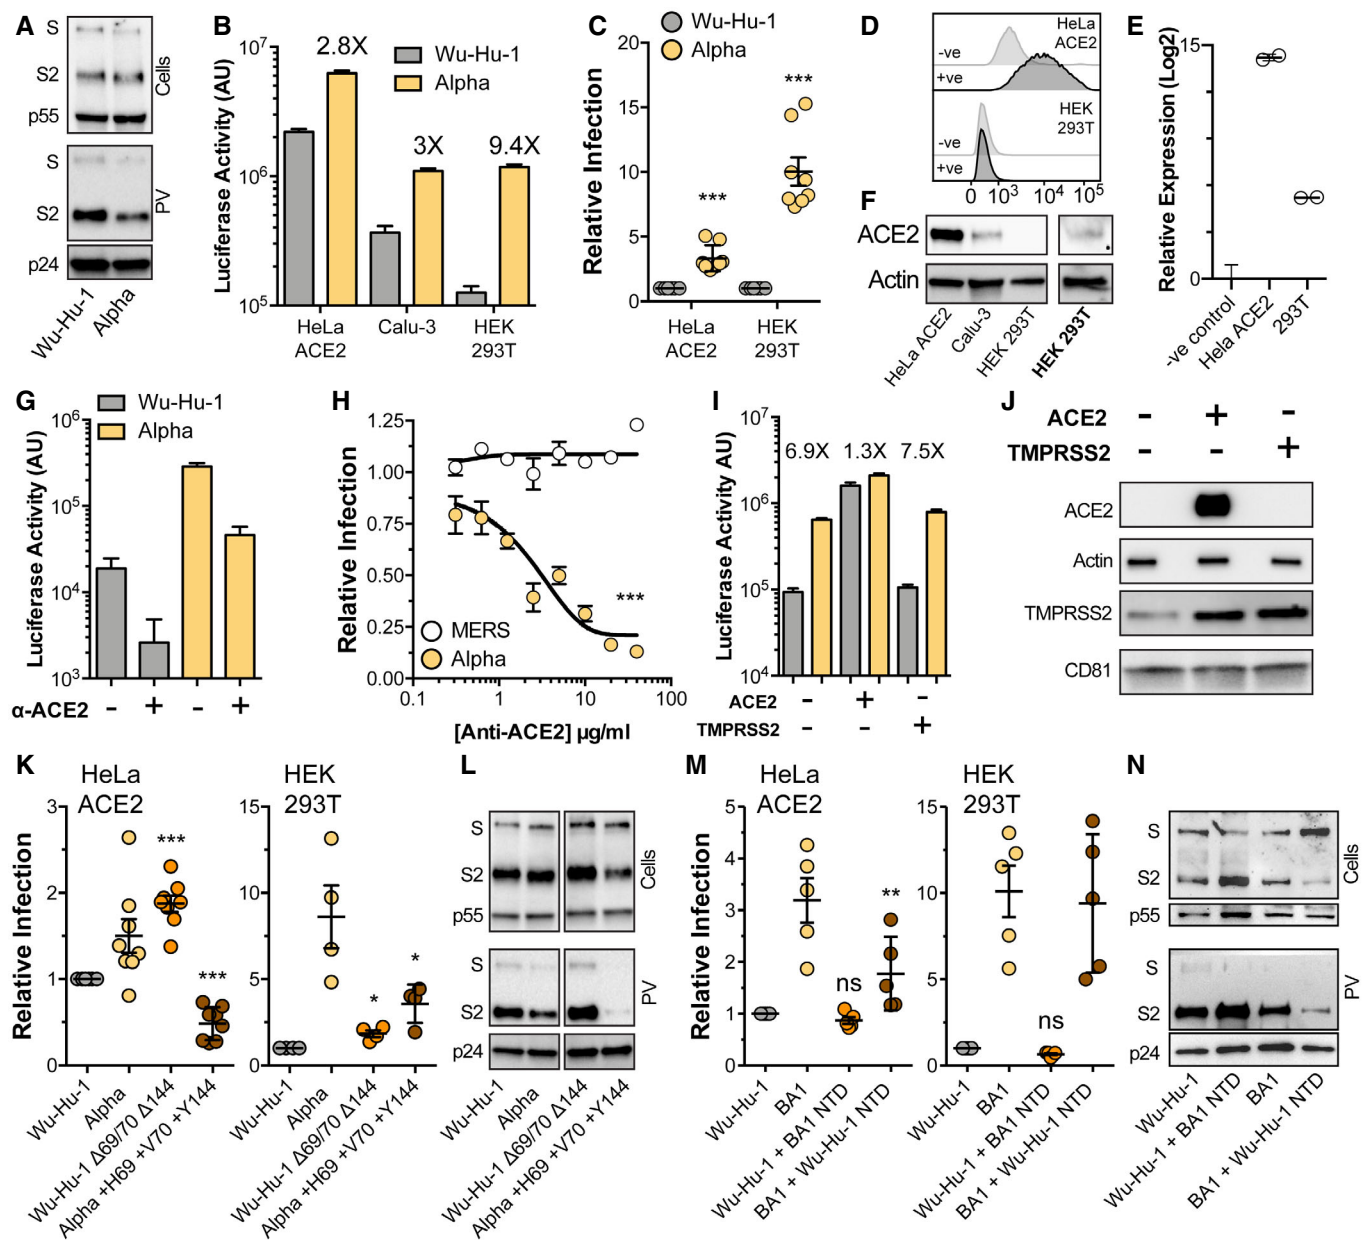 A
S
S2
p55
Cells
S
S2
PV
p24
Wu-Hu-1
Alpha
B
Luciferase Activity (AU)
10^7
10^6
10^5
2.8X
3X
9.4X
Wu-Hu-1
Alpha
HeLa
ACE2
Calu-3
HEK
293T
C
Wu-Hu-1
Alpha
Relative Infection
20
15
10
5
0
***
***
HeLa
ACE2
HEK
293T
D
HeLa
ACE2
-ve
+ve
HEK
293T
-ve
+ve
0 10^3 10^4 10^5
E
Relative Expression (Log2)
15
0
-ve control
Hela ACE2
293T
F
ACE2
Actin
HeLa ACE2
Calu-3
HEK 293T
HEK 293T
G
Wu-Hu-1
Alpha
Luciferase Activity (AU)
10^6
10^5
10^4
10^3
α-ACE2 - + - +
H
Relative Infection
1.25
1.00
0.75
0.50
0.25
0.00
***
MERS
Alpha
0.1 1 10 100
[Anti-ACE2] µg/ml
I
Luciferase Activity AU)
10^7
10^6
10^5
10^4
6.9X 1.3X 7.5X
ACE2 - + -
TMPRSS2 - - +
J
ACE2 - + -
TMPRSS2 - - +
ACE2
Actin
TMPRSS2
CD81
K
HeLa
ACE2
Relative Infection
3
2
1
0
***
***
Wu-Hu-1
Alpha
Wu-Hu-1 Δ69/70 Δ144
Alpha +H69 +V70 +Y144
HEK
293T
15
10
5
0
*
*
Wu-Hu-1
Alpha
Wu-Hu-1 Δ69/70 Δ144
Alpha +H69 +V70 +Y144
L
S
S2
p55
S
S2
p24
Wu-Hu-1
Alpha
Wu-Hu-1 Δ69/70 Δ144
Alpha +H69 +V70 +Y144
M
HeLa
ACE2
Relative Infection
5
4
3
2
1
0
ns
**
Wu-Hu-1
BA1
Wu-Hu-1 + BA1 NTD
BA1 + Wu-Hu-1 NTD
HEK
293T
15
10
5
0
ns
Wu-Hu-1
BA1
Wu-Hu-1 + BA1 NTD
BA1 + Wu-Hu-1 NTD
N
S
S2
Cells
p55
S
S2
PV
p24
Wu-Hu-1
Wu-Hu-1 + BA1 NTD
BA1
BA1 + Wu-Hu-1 NTD